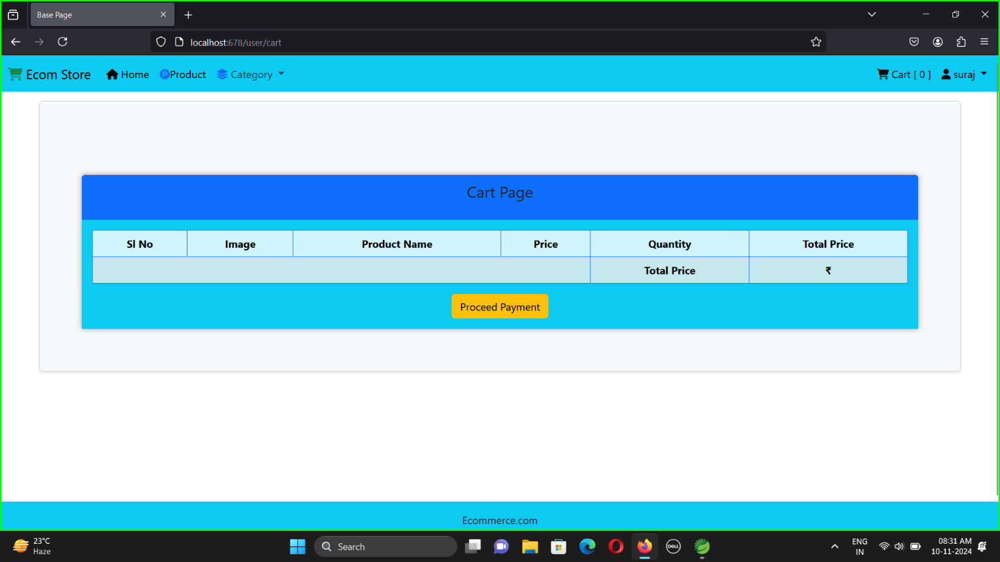 Base Page
localhost:678/user/cart
Ecom Store Home Product Category Cart [ 0 ] suraj
Cart Page
Sl No Image Product Name Price Quantity Total Price
Total Price ₹
Proceed Payment
Ecommerce.com
23°C
Haze
Search
DELL
ENG
IN
08:31 AM
10-11-2024